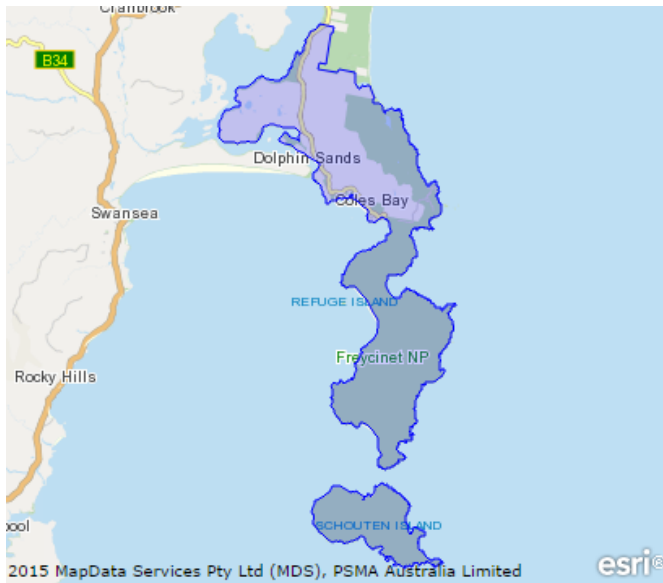 Cranbrook
B34
Dolphin Sands
Coles Bay
Swansea
REFUGE ISLAND
Freycinet NP
Rocky Hills
SCHOUTEN ISLAND
pool
2015 MapData Services Pty Ltd (MDS), PSMA Australia Limited
esri®